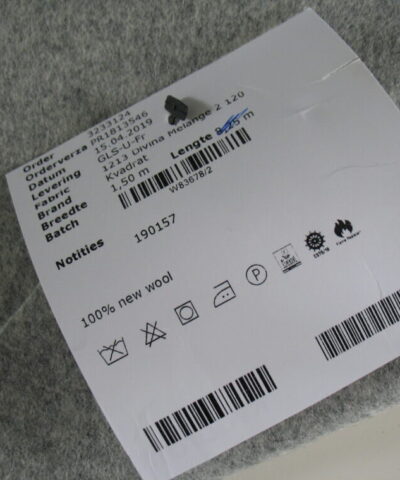 Order 3233124
Orderverza PR1813546
Datum 15.04.2019
Levering GLS-U-Fr
Fabric 1213 Divina Melange 2 120
Brand Kvadrat
Breedte 1,50 m Lengte m
Batch
W83678/2
Notities 190157
100% new wool
P